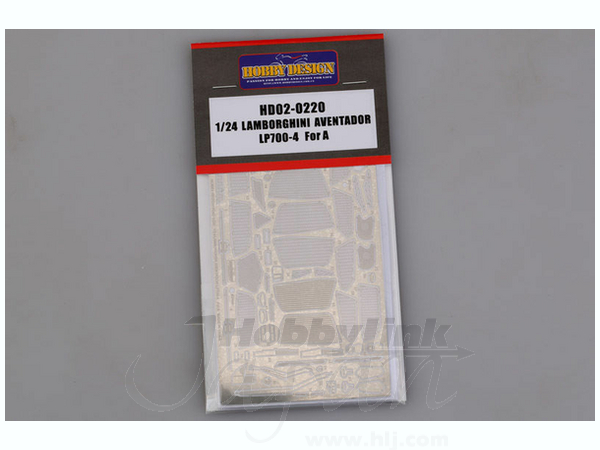 HOBBY DESIGN
HD02-0220
1/24 LAMBORGHINI AVENTADOR
LP700-4 For A
HobbyLink
www.hlj.com